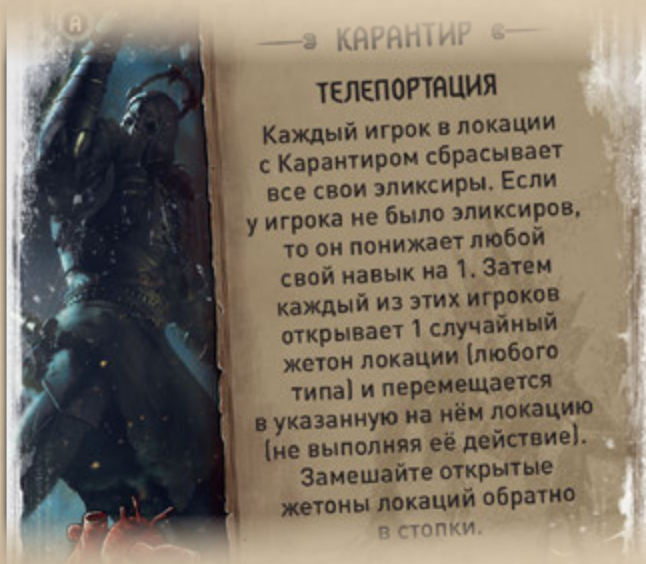 A
КАРАНТИР
ТЕЛЕПОРТАЦИЯ
Каждый игрок в локации
с Карантиром сбрасывает
все свои эликсиры. Если
у игрока не было эликсиров,
то он понижает любой
свой навык на 1. Затем
каждый из этих игроков
открывает 1 случайный
жетон локации (любого
типа) и перемещается
в указанную на нём локацию
(не выполняя её действие).
Замешайте открытые
жетоны локаций обратно
в стопки.